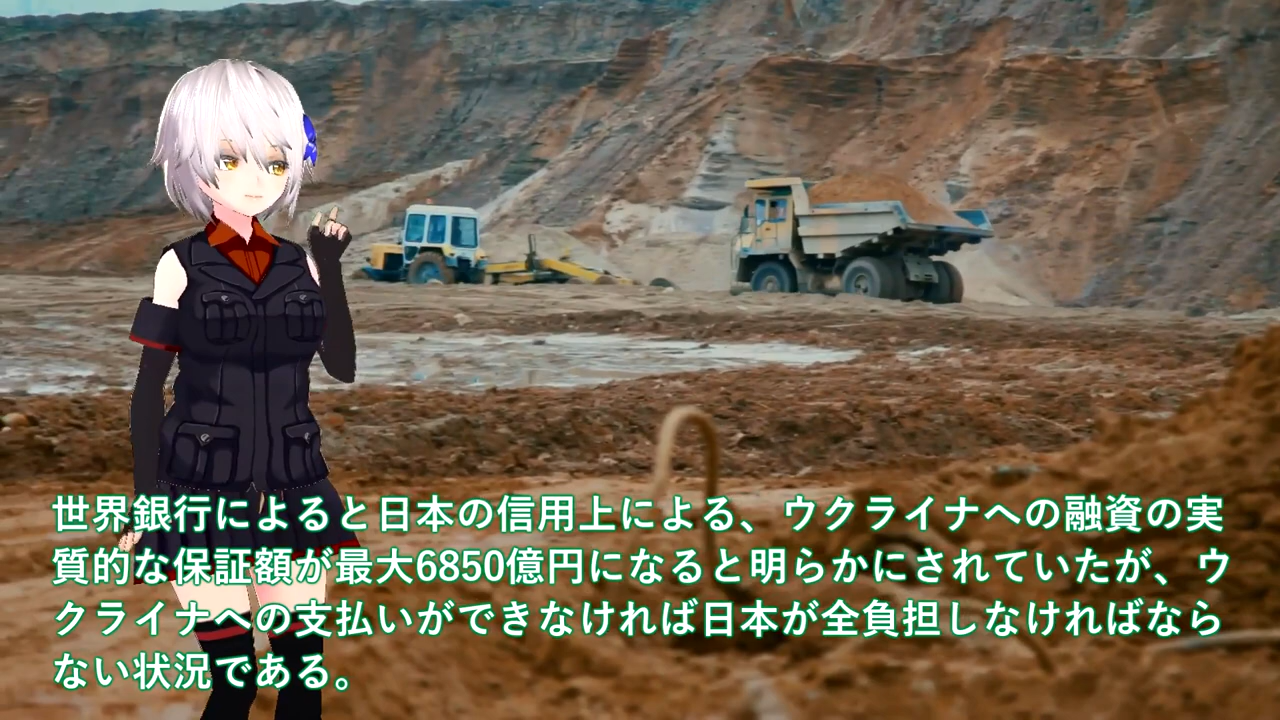 世界銀行によると日本の信用上による、ウクライナへの融資の実
質的な保証額が最大6850億円になると明らかにされていたが、ウ
クライナへの支払いができなければ日本が全負担しなければなら
ない状況である。